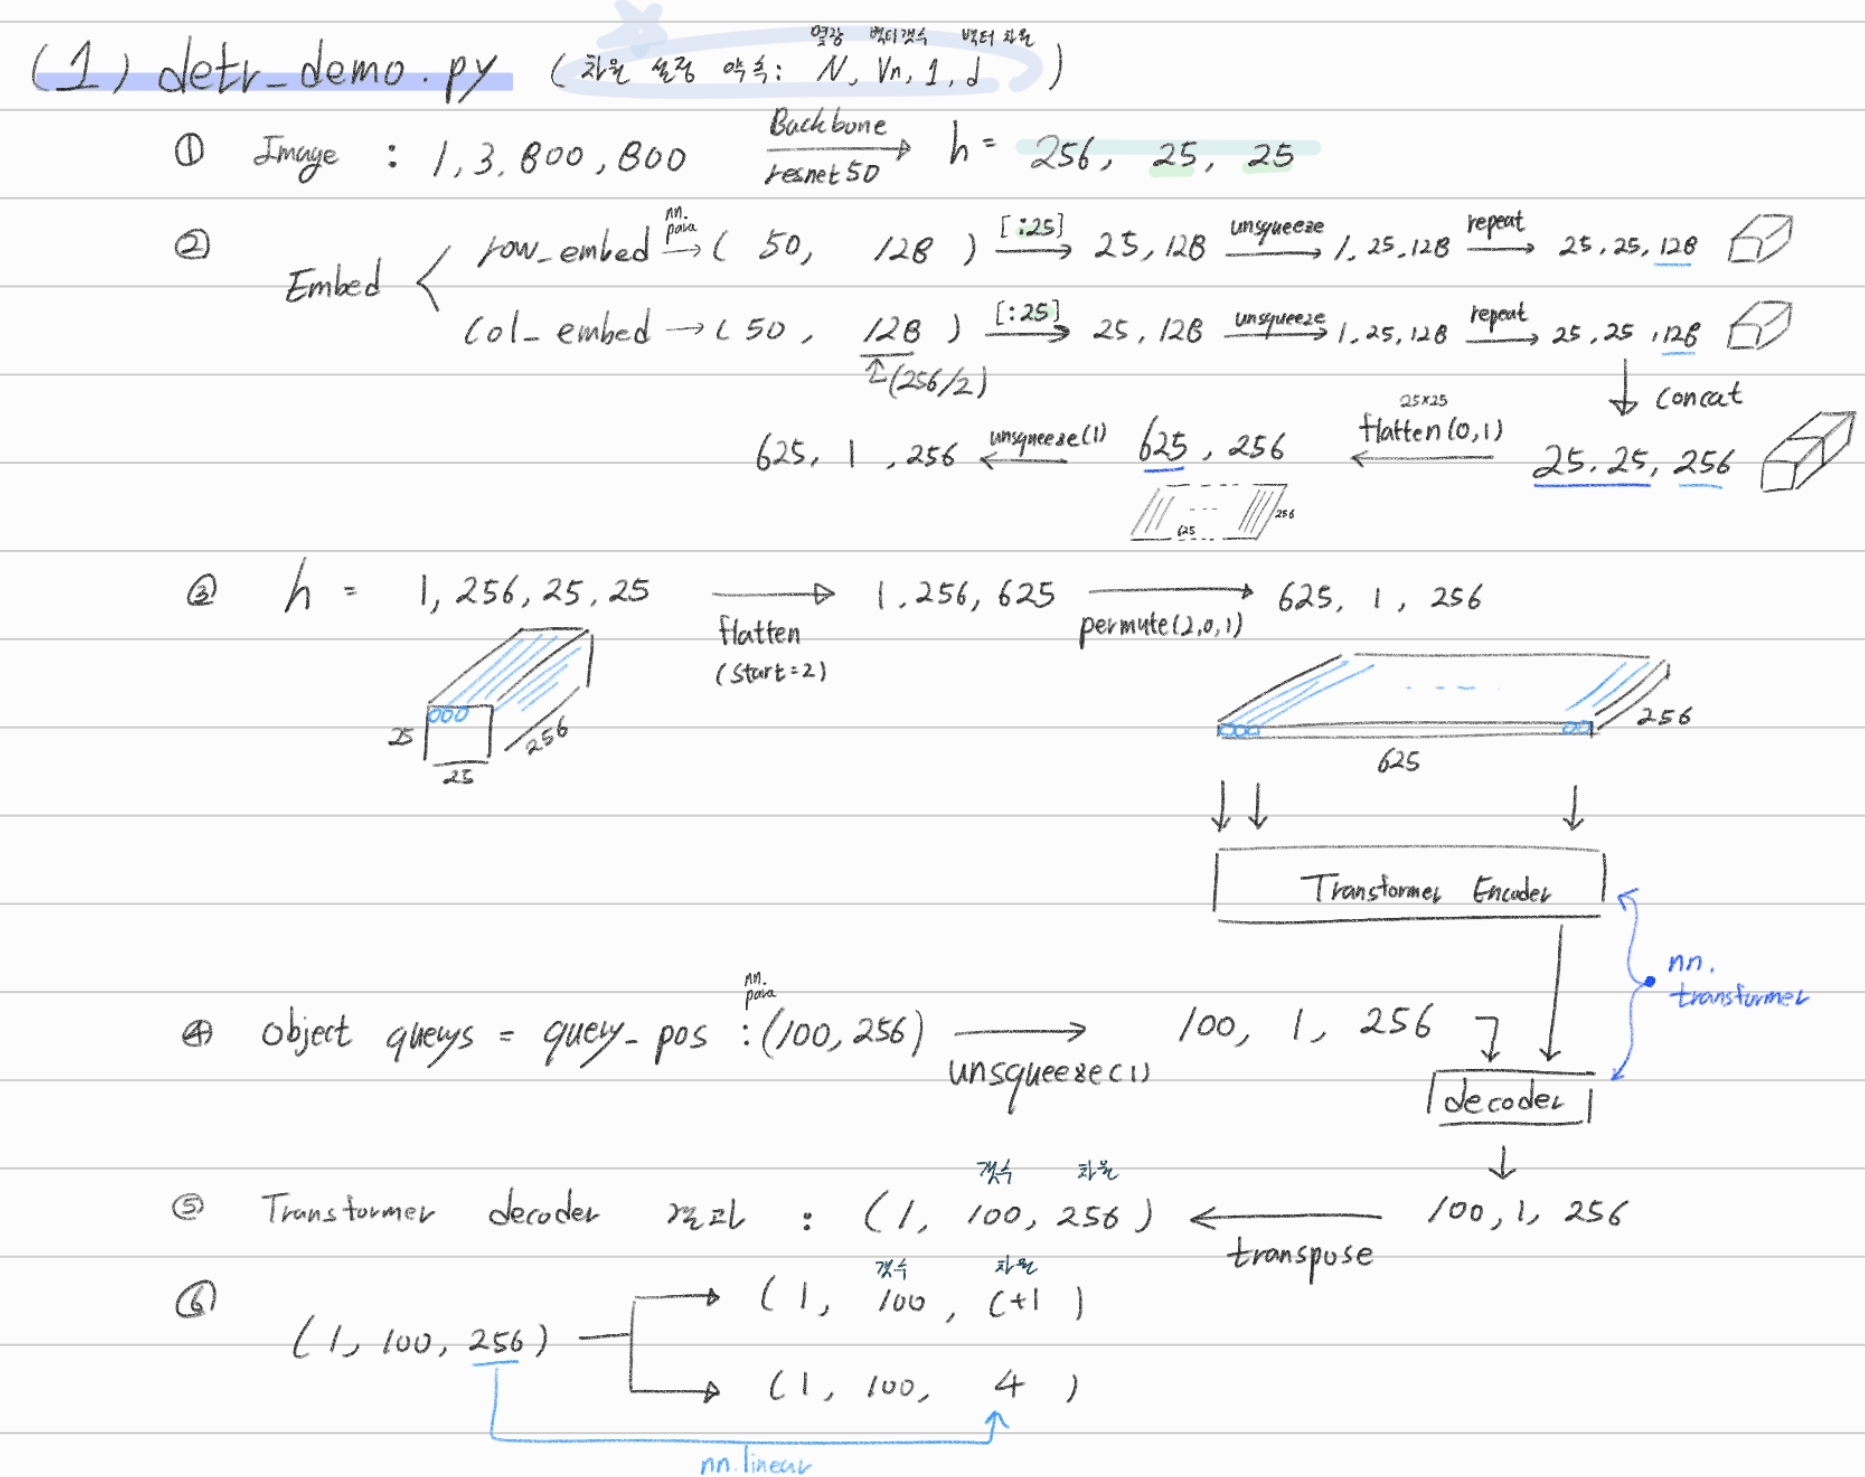 (1) detr_demo.py (차원 설정 약속: N, Vn, 1, d)
벡터갯수 벡터 차원
① Image : 1, 3, 800, 800 Backbone resnet50 → h = 256, 25, 25
② Embed < row_embed nn.para → ( 50, 128 ) [:25] → 25, 128 unsqueeze → 1, 25, 128 repeat → 25, 25, 128
col_embed → ( 50, 128 ) [:25] → 25, 128 unsqueeze → 1, 25, 128 repeat → 25, 25, 128
↑(256/2)
↓ concat
625, 1, 256 ← unsqueeze(1) 625, 256 ← 25x25 flatten(0,1) 25, 25, 256
625 256
③ h = 1, 256, 25, 25 → flatten (start=2) 1, 256, 625 → permute(2,0,1) 625, 1, 256
25 25 256
625 256
Transformer Encoder
nn.transformer
④ Object querys = query_pos : nn.para (100, 256) → unsqueeze(1) 100, 1, 256
decoder
갯수 차원
⑤ Transformer decoder 결과 : (1, 100, 256) ← transpose 100, 1, 256
갯수 차원
⑥ (1, 100, 256) → (1, 100, C+1)
→ (1, 100, 4)
nn.linear